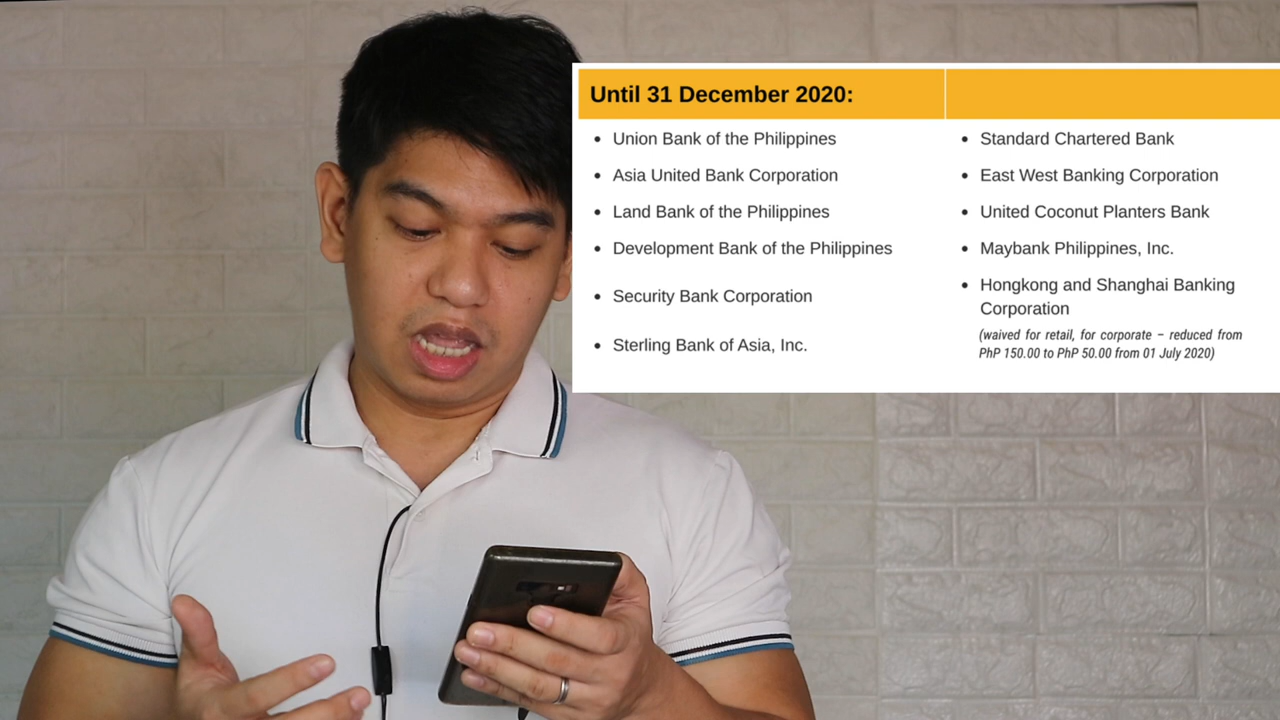 Until 31 December 2020:
Union Bank of the Philippines
Asia United Bank Corporation
Land Bank of the Philippines
Development Bank of the Philippines
Security Bank Corporation
Sterling Bank of Asia, Inc.
Standard Chartered Bank
East West Banking Corporation
United Coconut Planters Bank
Maybank Philippines, Inc.
Hongkong and Shanghai Banking
Corporation
(waived for retail, for corporate – reduced from
PhP 150.00 to PhP 50.00 from 01 July 2020)